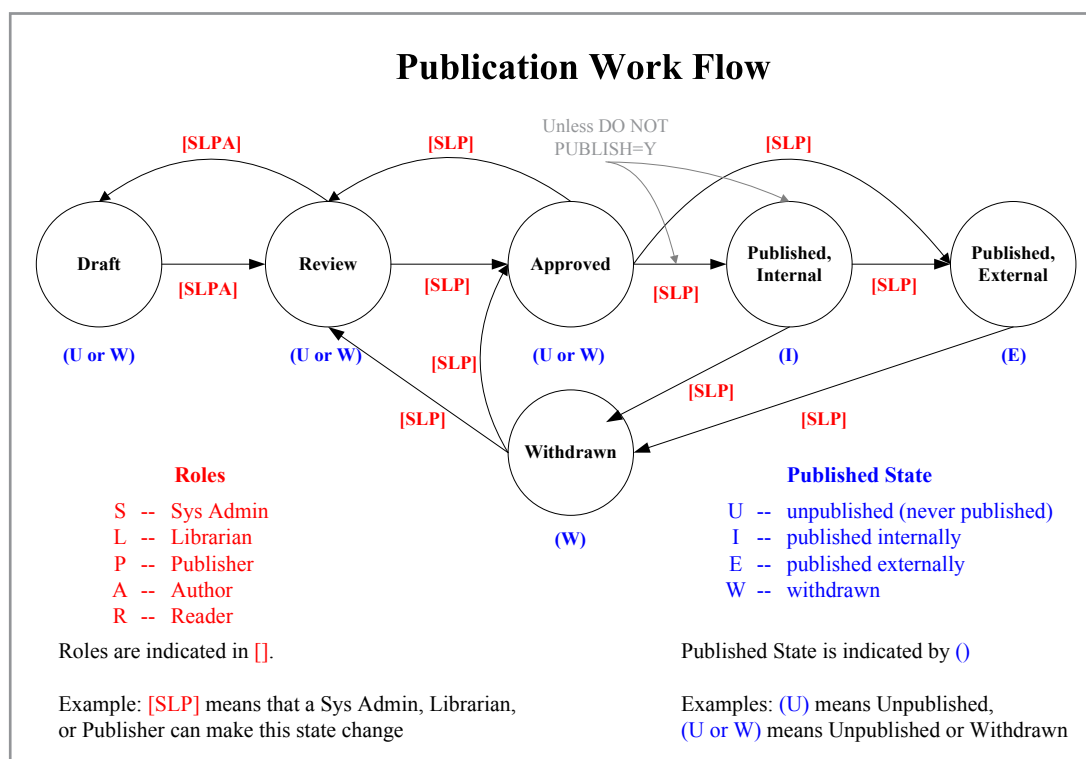 Publication Work Flow
Unless DO NOT
PUBLISH=Y
[SLPA]
[SLP]
[SLP]
Draft
Review
Approved
Published,
Internal
Published,
External
[SLPA]
[SLP]
[SLP]
[SLP]
(U or W)
(U or W)
(U or W)
(I)
(E)
[SLP]
[SLP]
[SLP]
[SLP]
Withdrawn
(W)
Roles
S -- Sys Admin
L -- Librarian
P -- Publisher
A -- Author
R -- Reader
Roles are indicated in [].
Example: [SLP] means that a Sys Admin, Librarian,
or Publisher can make this state change
Published State
U -- unpublished (never published)
I -- published internally
E -- published externally
W -- withdrawn
Published State is indicated by ()
Examples: (U) means Unpublished,
(U or W) means Unpublished or Withdrawn